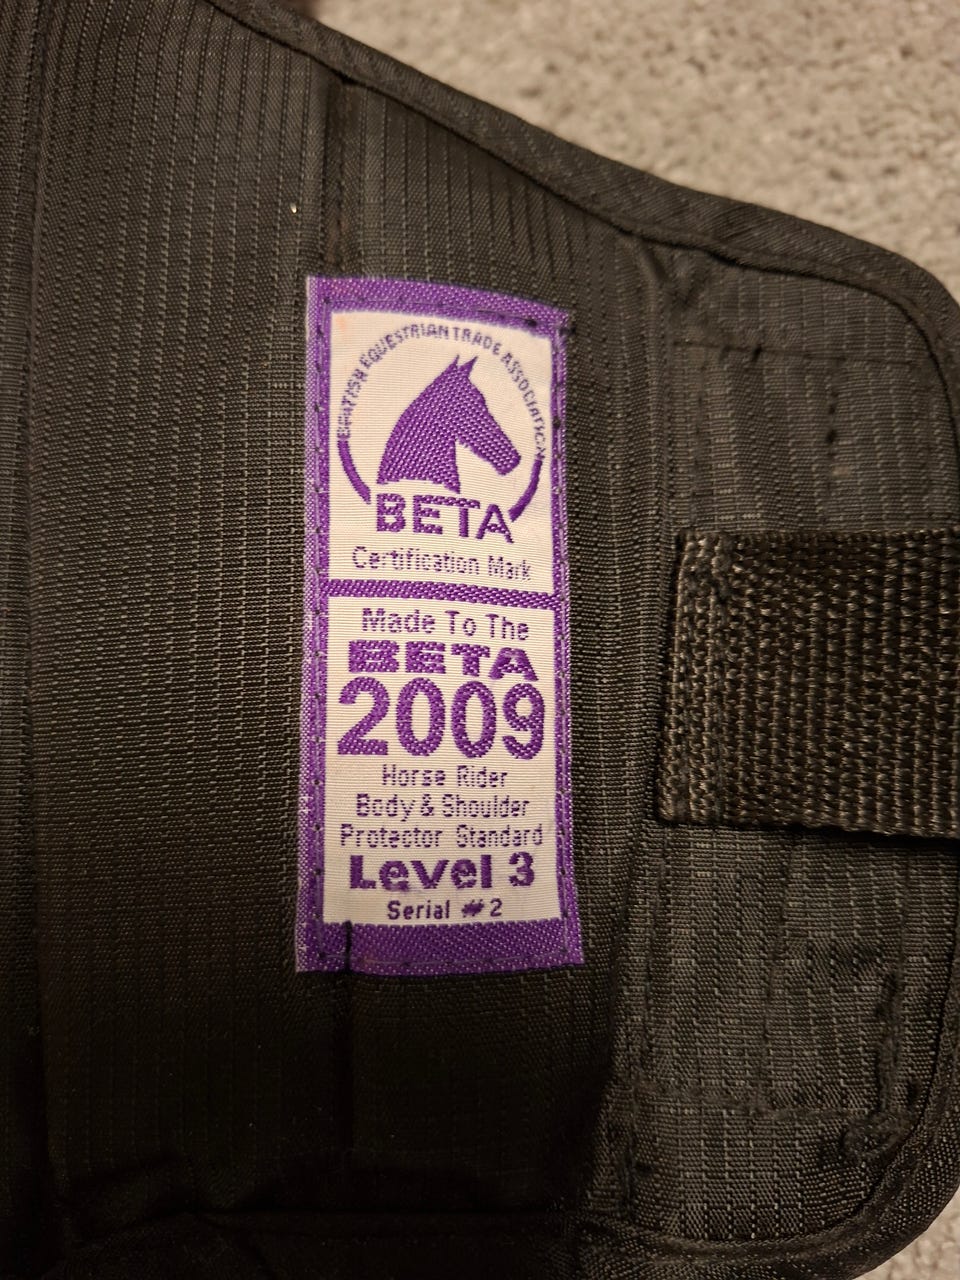 BRITISH EQUESTRIAN TRADE ASSOCIATION
BETA
Certification Mark
Made To The
BETA
2009
Horse Rider
Body & Shoulder
Protector Standard
Level 3
Serial # 2